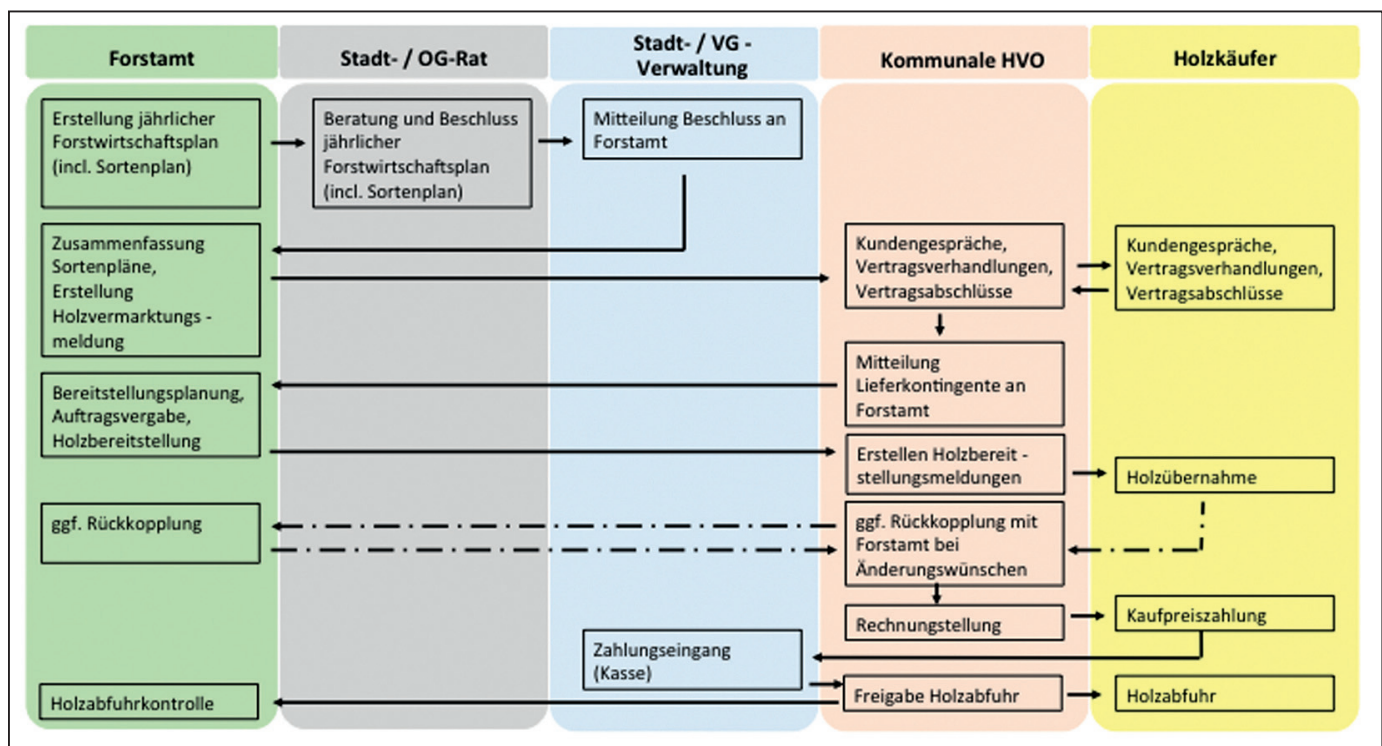 Forstamt
Stadt- / OG-Rat
Stadt- / VG -
Verwaltung
Kommunale HVO
Holzkäufer
Erstellung jährlicher
Forstwirtschaftsplan
(incl. Sortenplan)
Beratung und Beschluss
jährlicher
Forstwirtschaftsplan
(incl. Sortenplan)
Mitteilung Beschluss an
Forstamt
Zusammenfassung
Sortenpläne,
Erstellung
Holzvermarktungs -
meldung
Kundengespräche,
Vertragsverhandlungen,
Vertragsabschlüsse
Kundengespräche,
Vertragsverhandlungen,
Vertragsabschlüsse
Mitteilung
Lieferkontingente an
Forstamt
Bereitstellungsplanung,
Auftragsvergabe,
Holzbereitstellung
Erstellen Holzbereit -
stellungsmeldungen
Holzübernahme
ggf. Rückkopplung
ggf. Rückkopplung mit
Forstamt bei
Änderungswünschen
Rechnungstellung
Kaufpreiszahlung
Zahlungseingang
(Kasse)
Freigabe Holzabfuhr
Holzabfuhr
Holzabfuhrkontrolle